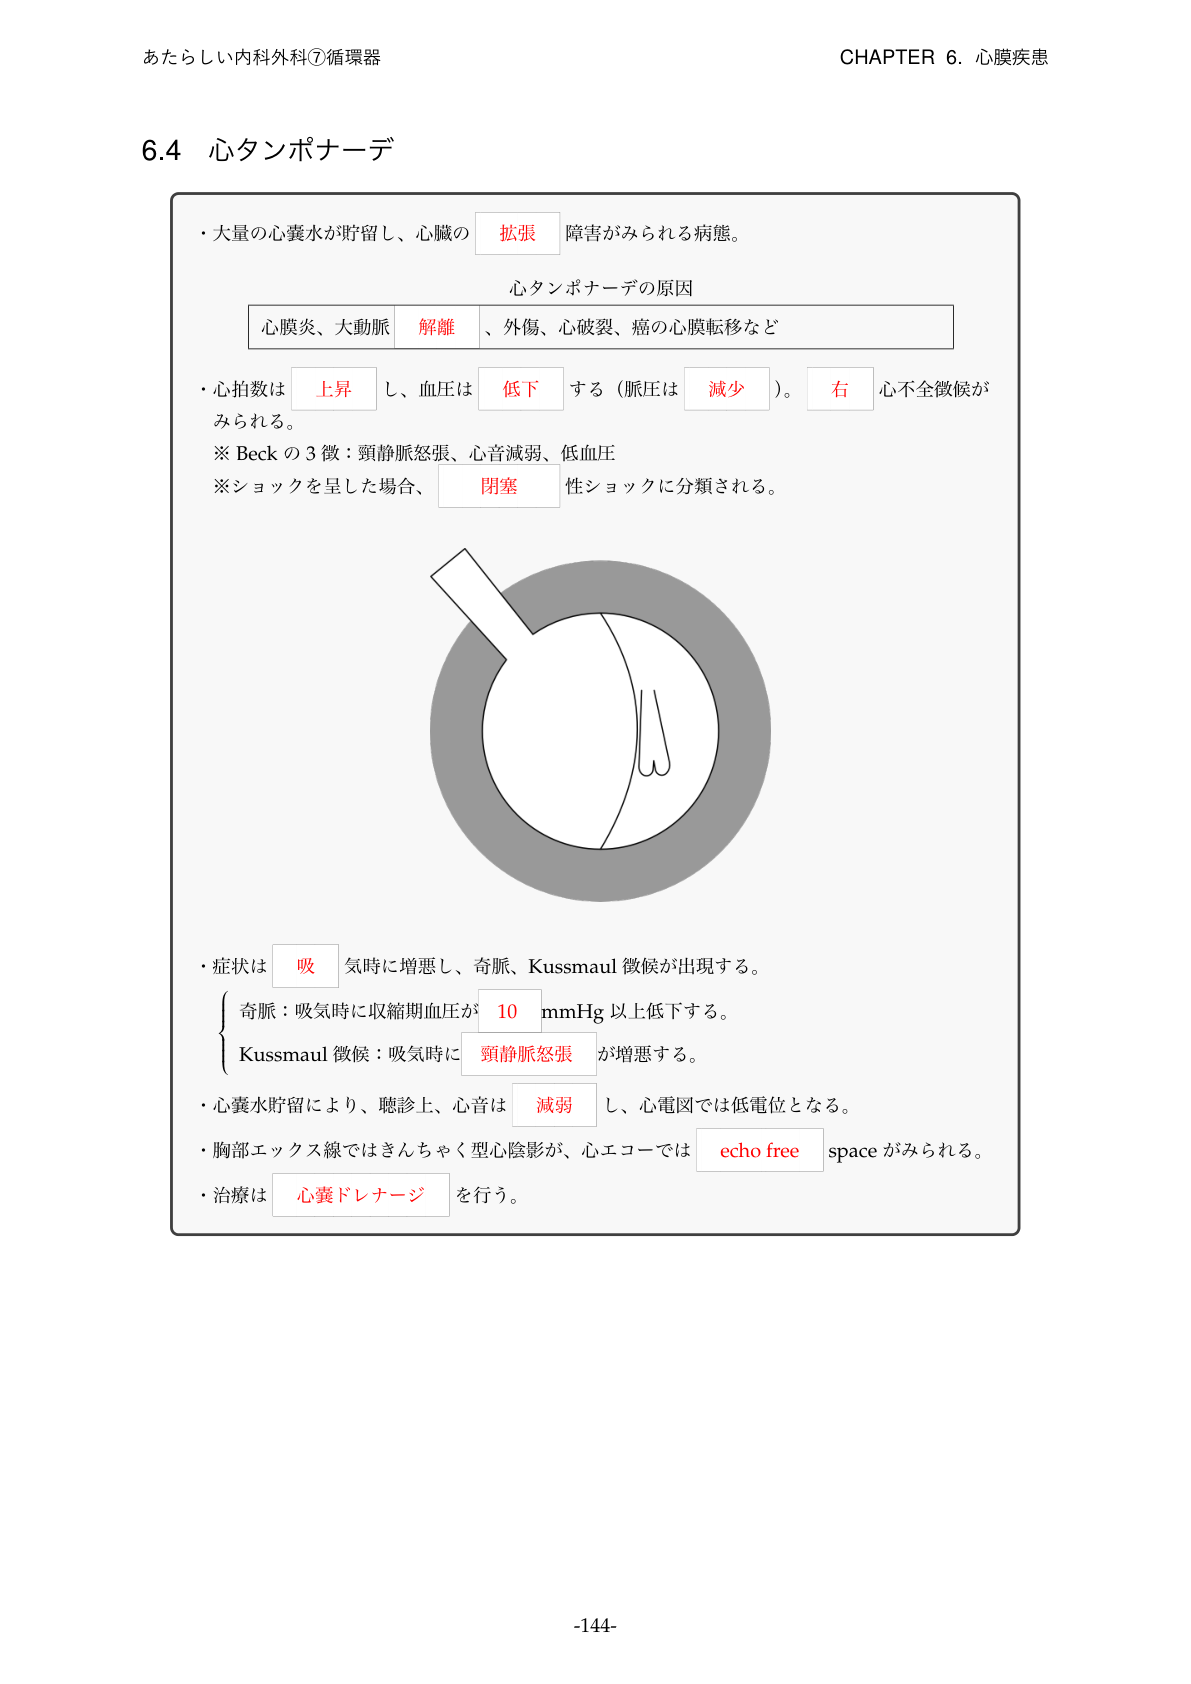 あたらしい内科外科⑦循環器
CHAPTER 6. 心膜疾患
6.4 心タンポナーデ
・大量の心嚢水が貯留し、心臓の 拡張 障害がみられる病態。
心タンポナーデの原因
心膜炎、大動脈 解離 、外傷、心破裂、癌の心膜転移など
・心拍数は 上昇 し、血圧は 低下 する（脈圧は 減少 ）。 右 心不全徴候が
みられる。
※ Beck の 3 徴：頸静脈怒張、心音減弱、低血圧
※ショックを呈した場合、 閉塞 性ショックに分類される。
・症状は 吸 気時に増悪し、奇脈、Kussmaul 徴候が出現する。
奇脈：吸気時に収縮期血圧が 10 mmHg 以上低下する。
Kussmaul 徴候：吸気時に 頸静脈怒張 が増悪する。
・心嚢水貯留により、聴診上、心音は 減弱 し、心電図では低電位となる。
・胸部エックス線ではきんちゃく型心陰影が、心エコーでは echo free space がみられる。
・治療は 心嚢ドレナージ を行う。
-144-